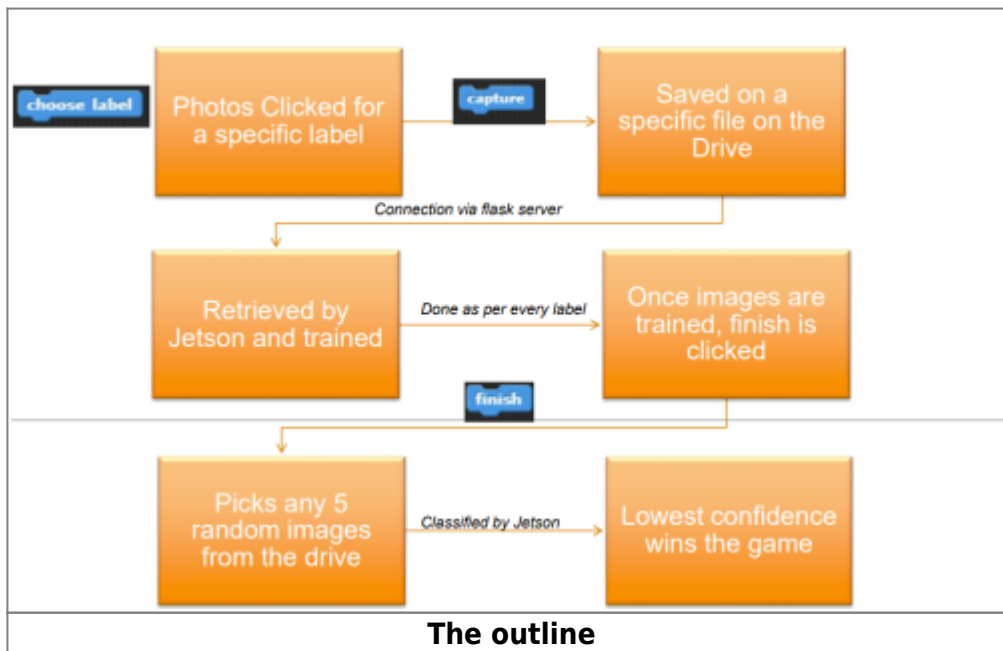 choose label
Photos Clicked for
a specific label
capture
Saved on a
specific file on the
Drive
Connection via flask server
Retrieved by
Jetson and trained
Done as per every label
Once images are
trained, finish is
clicked
finish
Picks any 5
random images
from the drive
Classified by Jetson
Lowest confidence
wins the game
The outline